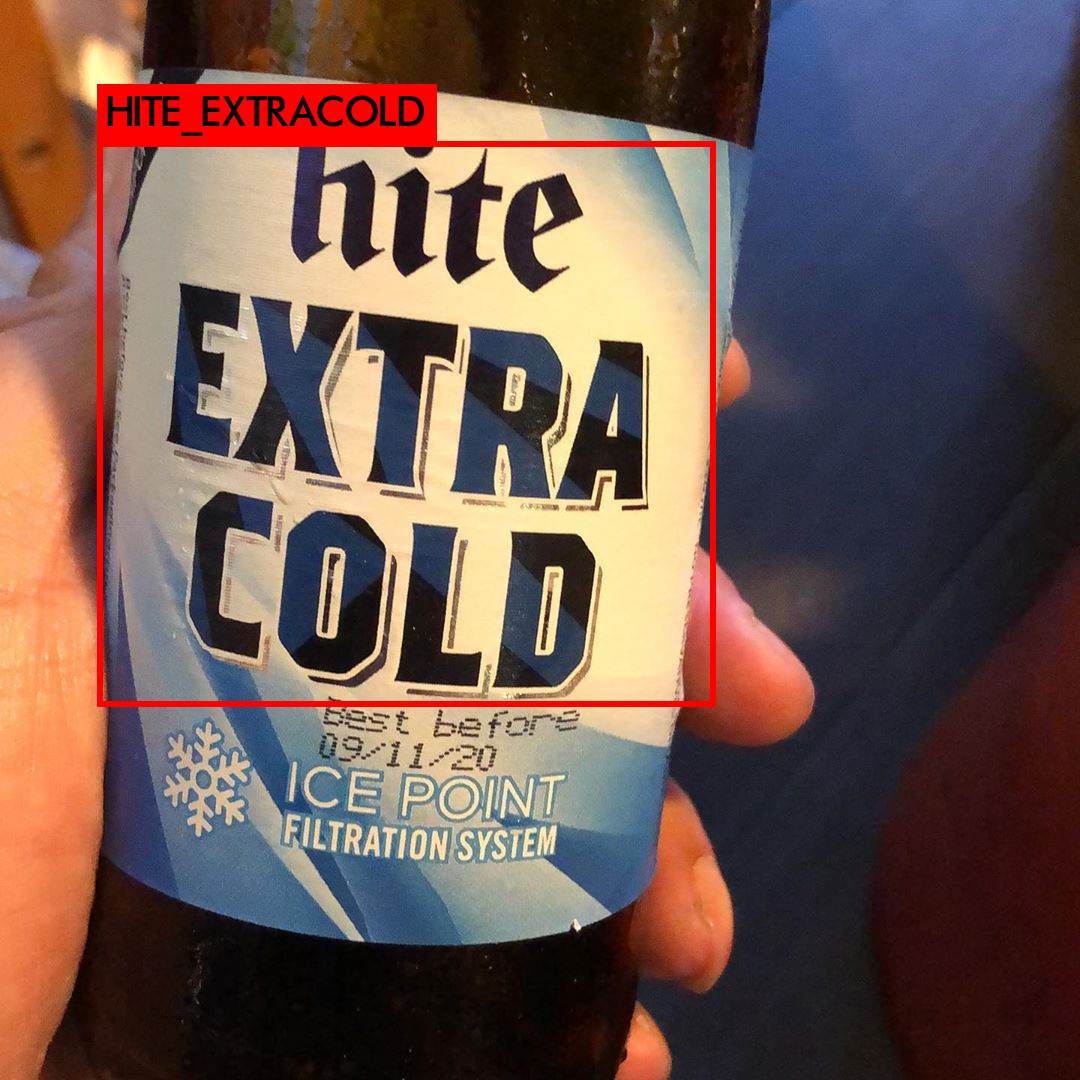 HITE_EXTRACOLD
hite
EXTRA
COLD
Best before
09/11/20
ICE POINT
FILTRATION SYSTEM